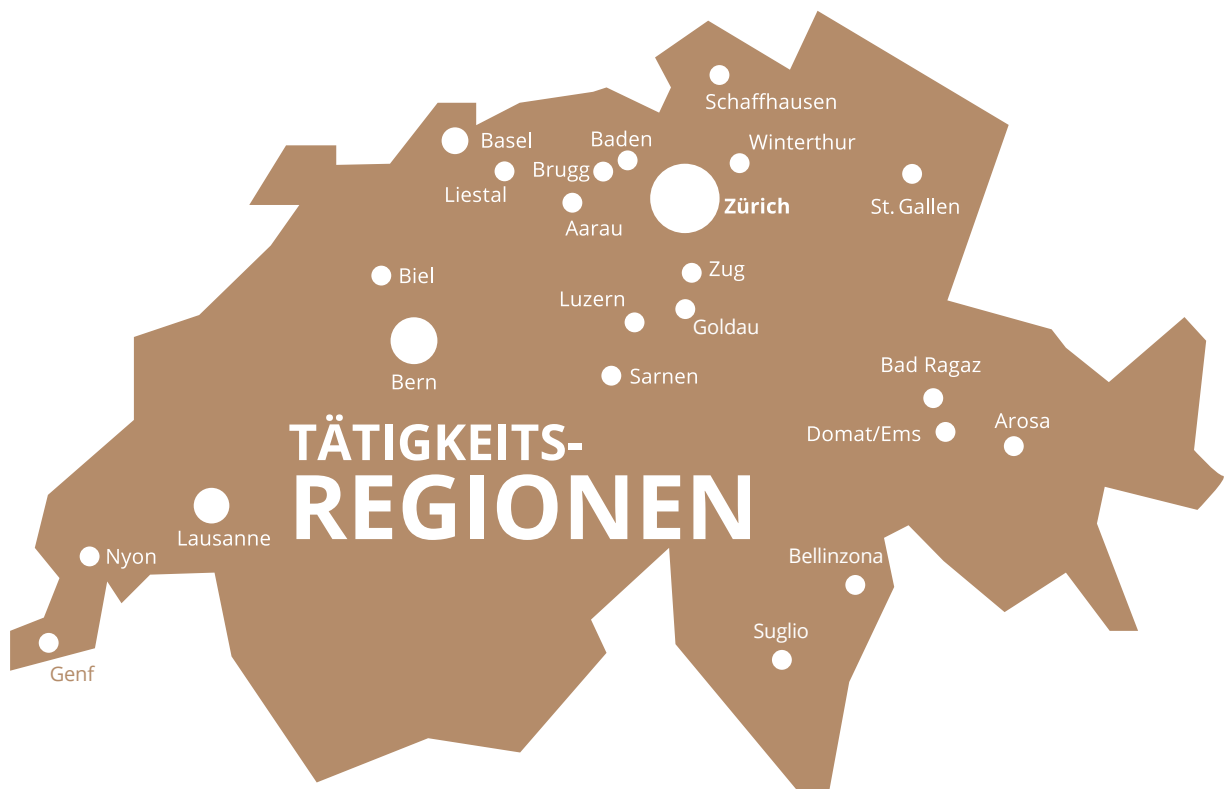 Schaffhausen
Basel
Baden
Winterthur
Brugg
Liestal
Zürich
St. Gallen
Aarau
Biel
Zug
Luzern
Goldau
Bern
Sarnen
Bad Ragaz
Arosa
Domat/Ems
TÄTIGKEITS-
REGIONEN
Lausanne
Nyon
Bellinzona
Suglio
Genf